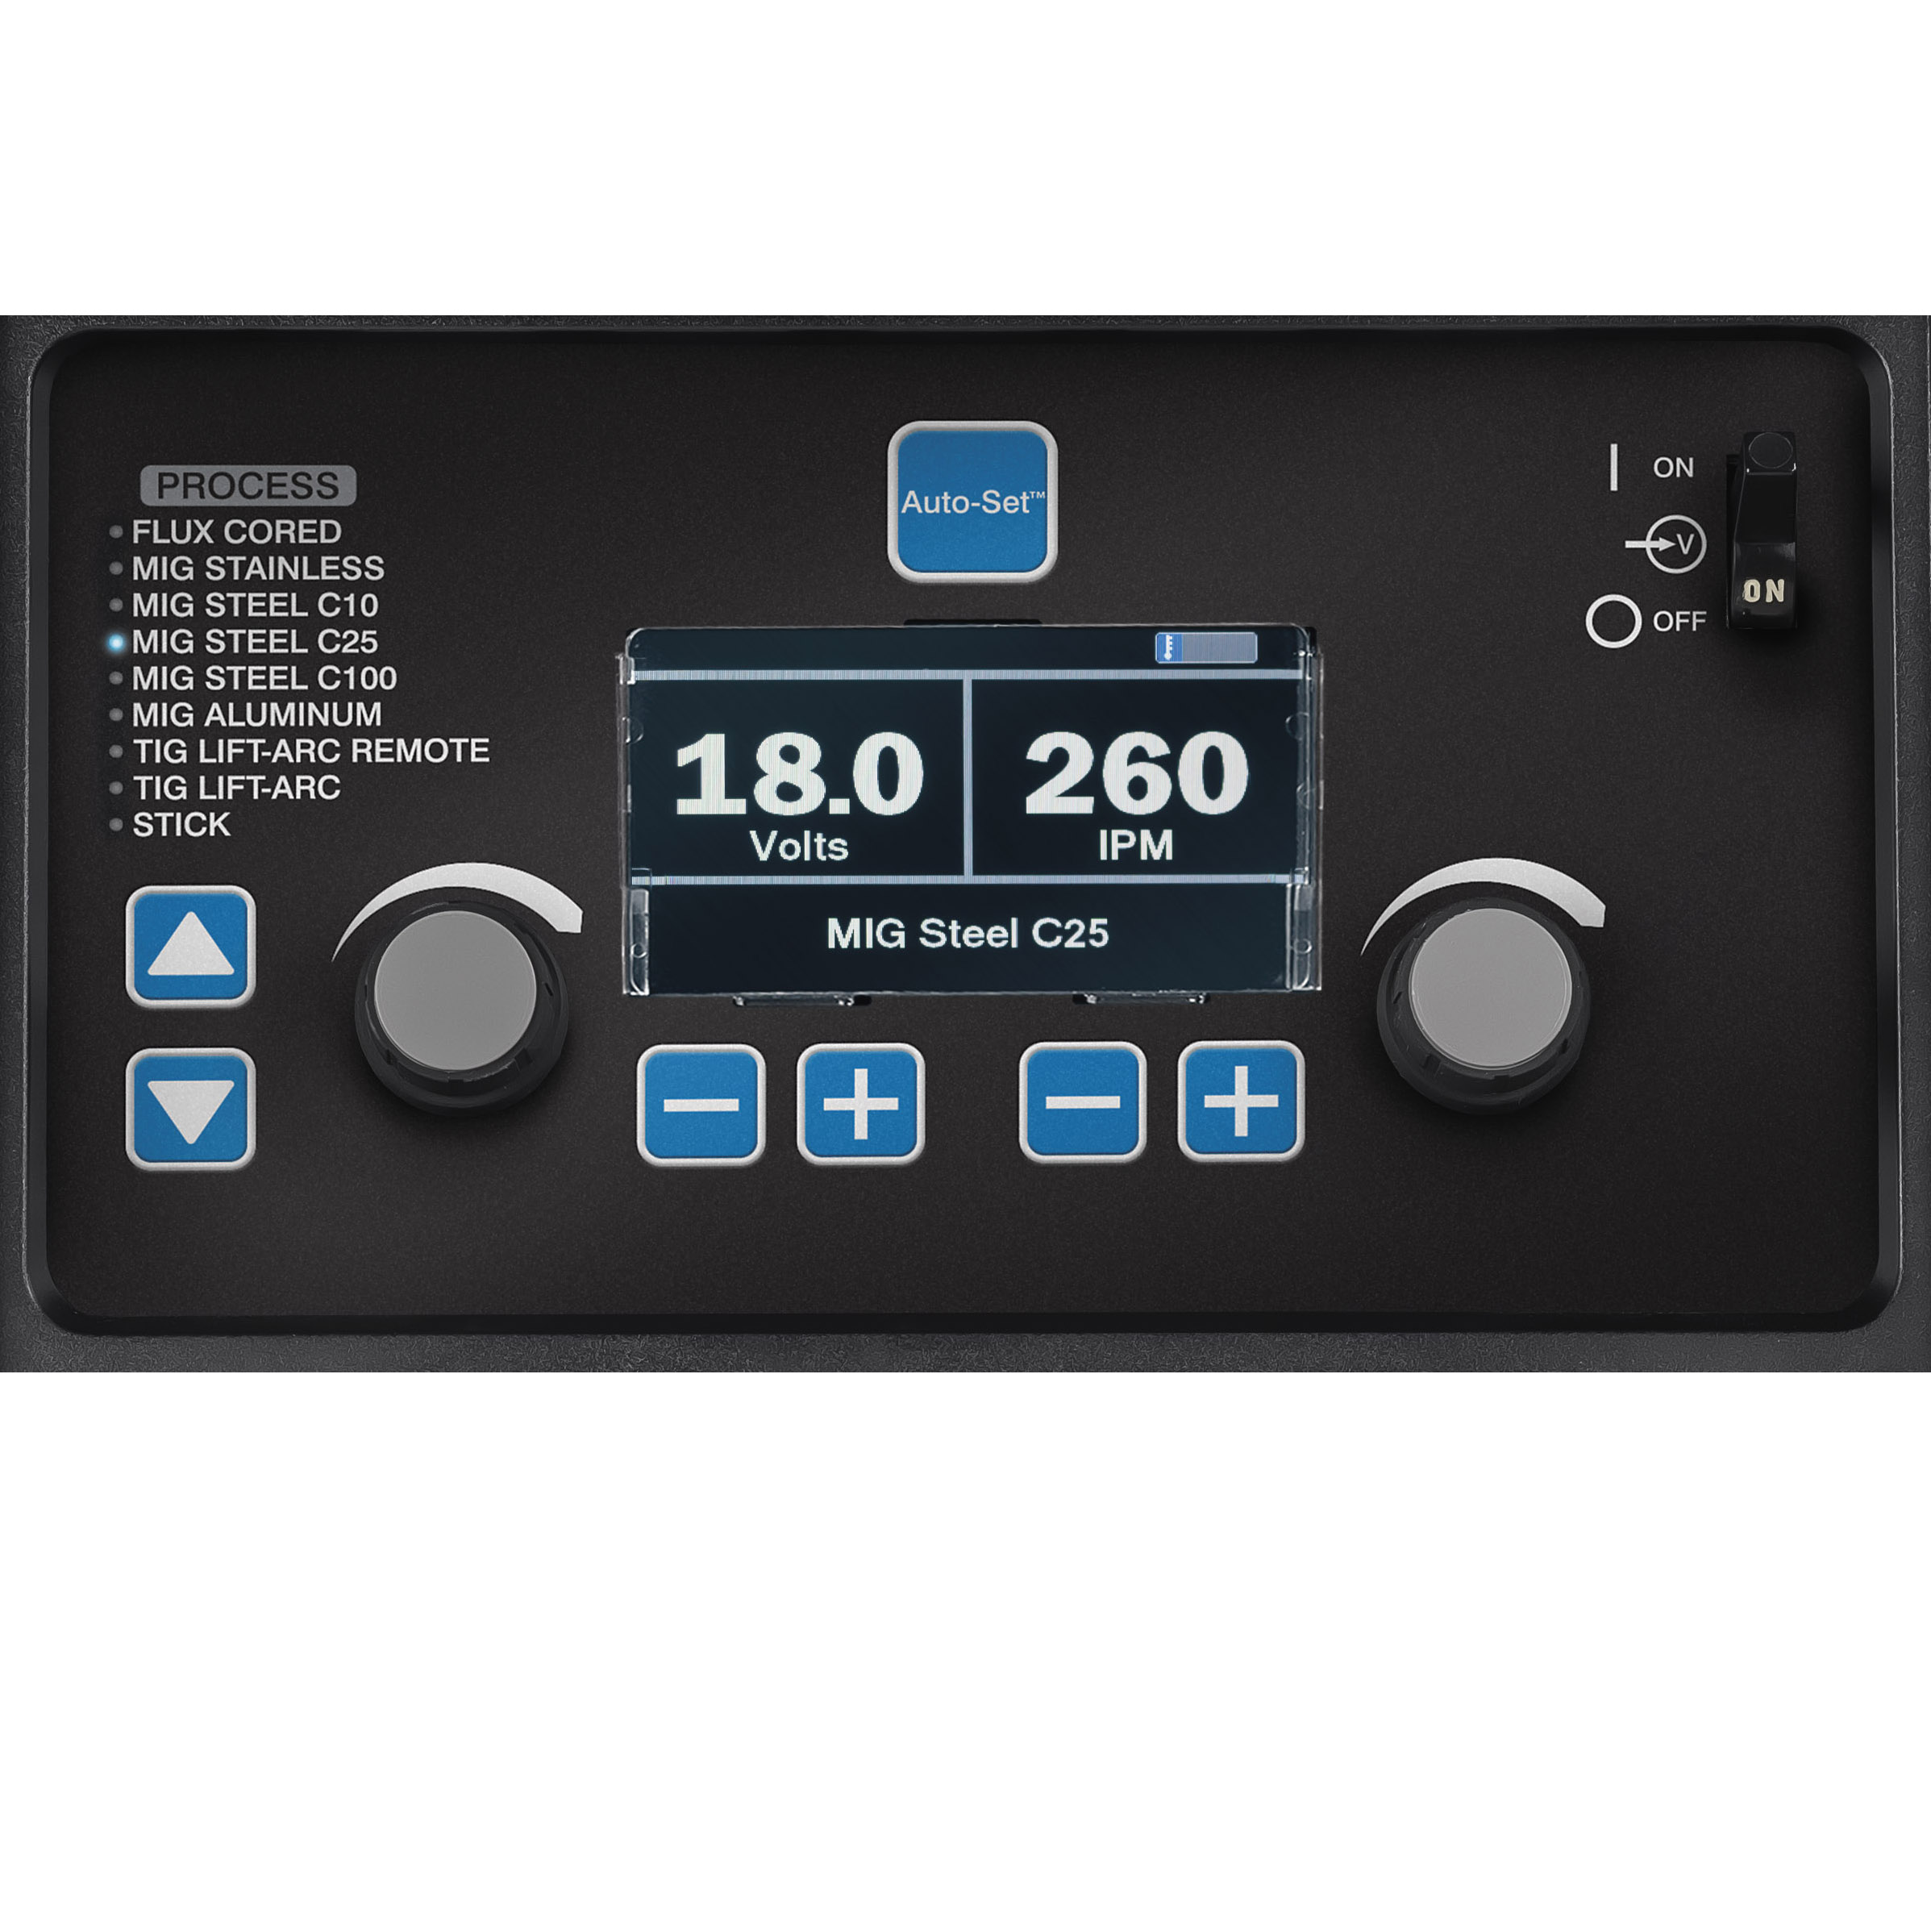 PROCESS
FLUX CORED
MIG STAINLESS
MIG STEEL C10
MIG STEEL C25
MIG STEEL C100
MIG ALUMINUM
TIG LIFT-ARC REMOTE
TIG LIFT-ARC
STICK
Auto-Set™
18.0
Volts
260
IPM
MIG Steel C25
ON
V
OFF
ON